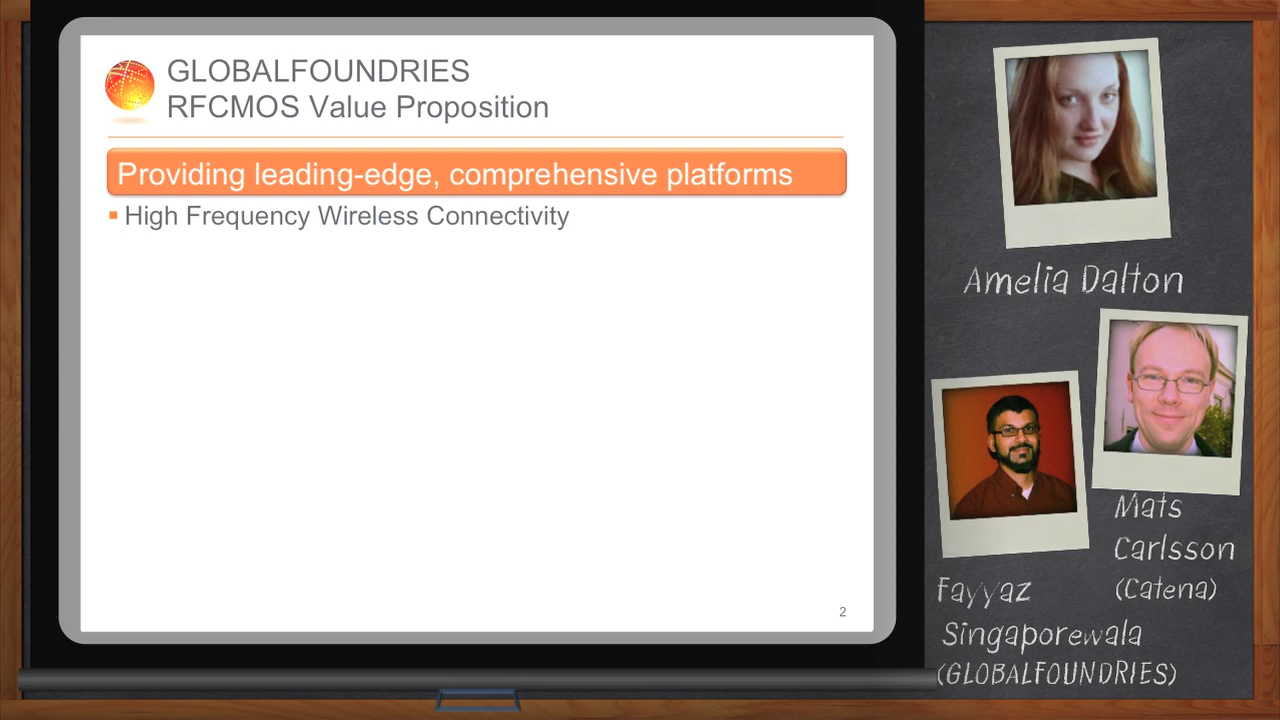 GLOBALFOUNDRIES
RFCMOS Value Proposition
Providing leading-edge, comprehensive platforms
High Frequency Wireless Connectivity
2
Amelia Dalton
Mats
Carlsson
(Catena)
Fayyaz
Singaporewala
(GLOBALFOUNDRIES)